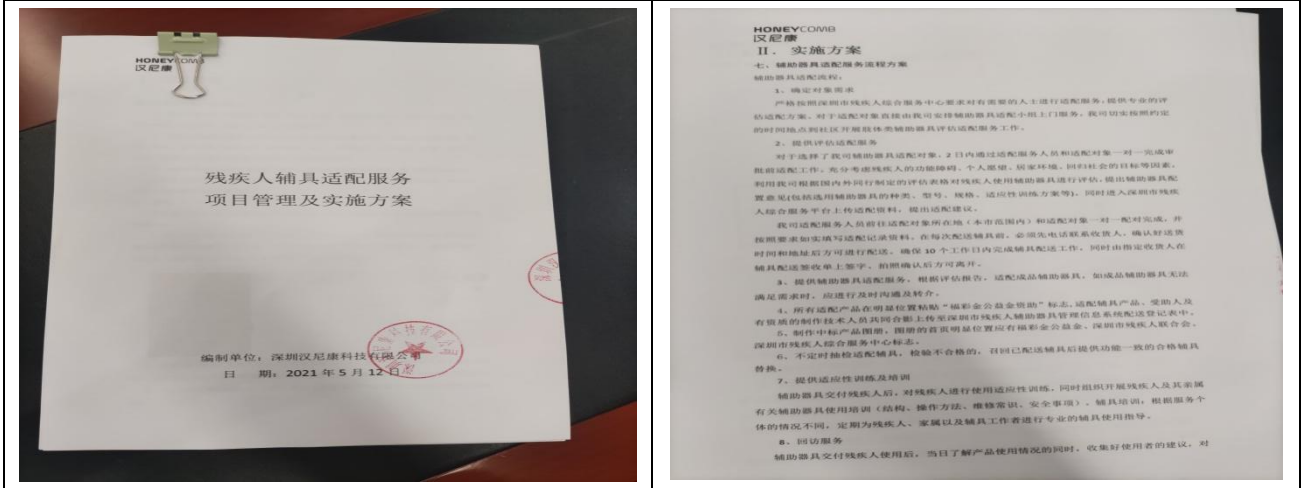 HONEYCOMB
汉尼康
残疾人辅具适配服务
项目管理及实施方案
编制单位：深圳汉尼康科技有限公司
日 期：2021 年 5 月 12 日
HONEYCOMB
汉尼康
II. 实施方案
七、辅助器具适配服务流程方案
辅助器具适配流程：
1、确定对象需求
严格按照深圳市残疾人综合服务中心要求对有需要的人士进行适配服务，提供专业的评
估适配方案。对于适配对象直接由我司安排辅助器具适配小组上门服务，我司切实按照约定
的时间地点到社区开展肢体类辅助器具评估适配服务工作。
2、提供评估适配服务
对于选择了我司辅助器具适配对象，2 日内通过适配服务人员和适配对象一对一完成审
批前适配工作。充分考虑残疾人的功能障碍、个人愿望、居家环境、回归社会的目标等因素，
利用我司根据国内外同行制定的评估表格对残疾人使用辅助器具进行评估，提出辅助器具配
置意见(包括选用辅助器具的种类、型号、规格、适应性训练方案等)。同时进入深圳市残疾
人综合服务平台上传适配资料，提出适配建议。
我司适配服务人员前往适配对象所在地（本市范围内）和适配对象一对一配对完成，并
按照要求如实填写适配记录资料。在每次配送辅具前，必须先电话联系收货人，确认好送货
时间和地址后方可进行配送。确保 10 个工作日内完成辅具配送工作，同时由指定收货人在
辅具配送签收单上签字、拍照确认后方可离开。
3、提供辅助器具适配服务，根据评估报告，适配成品辅助器具，如成品辅助器具无法
满足需求时，应进行及时沟通及转介。
4、所有适配产品在明显位置粘贴“福彩金公益金资助”标志，适配辅具产品、受助人及
有资质的制作技术人员共同合影上传至深圳市残疾人辅助器具管理信息系统配送登记表中。
5、制作中标产品图册，图册的首页明显位置应有福彩金公益金、深圳市残疾人联合会、
深圳市残疾人综合服务中心标志。
6、不定时抽检适配辅具，检验不合格的，召回已配送辅具后提供功能一致的合格辅具
替换。
7、提供适应性训练及培训
辅助器具交付残疾人后，对残疾人进行使用适应性训练，同时组织开展残疾人及其亲属
有关辅助器具使用培训（结构、操作方法、维修常识、安全事项）。辅具培训：根据服务个
体的情况不同，定期为残疾人、家属以及辅具工作者进行专业的辅具使用指导。
8、回访服务
辅助器具交付残疾人使用后，当日了解产品使用情况的同时，收集好使用者的建议，对